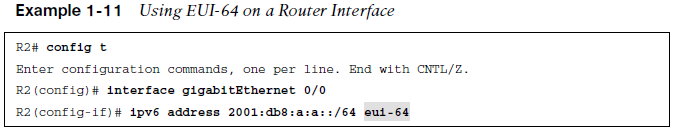 Example 1-11 Using EUI-64 on a Router Interface
R2# config t
Enter configuration commands, one per line. End with CNTL/Z.
R2(config)# interface gigabitEthernet 0/0
R2(config-if)# ipv6 address 2001:db8:a:a::/64 eui-64